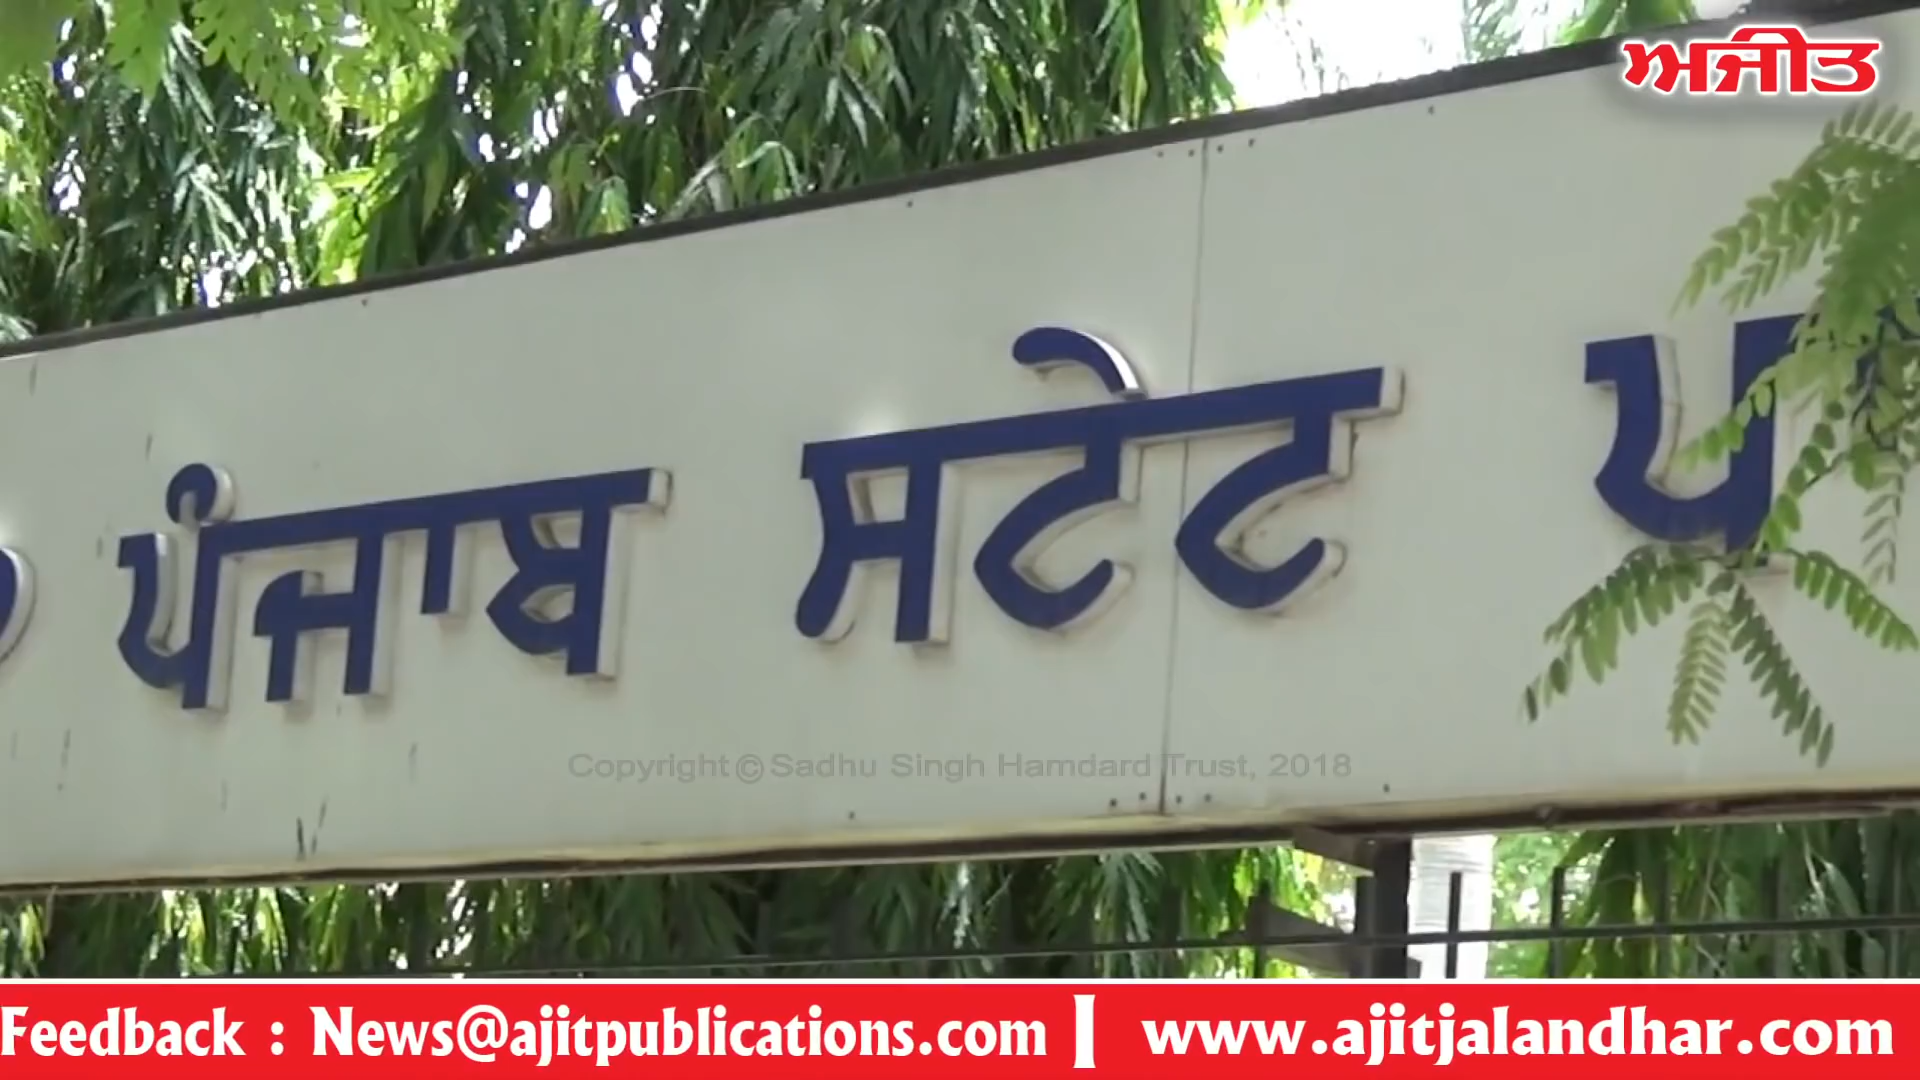 ਅਜੀਤ
ਪੰਜਾਬ ਸਟੇਟ
Copyright © Sadhu Singh Hamdard Trust, 2018
Feedback : News@ajitpublications.com | www.ajitjalandhar.com